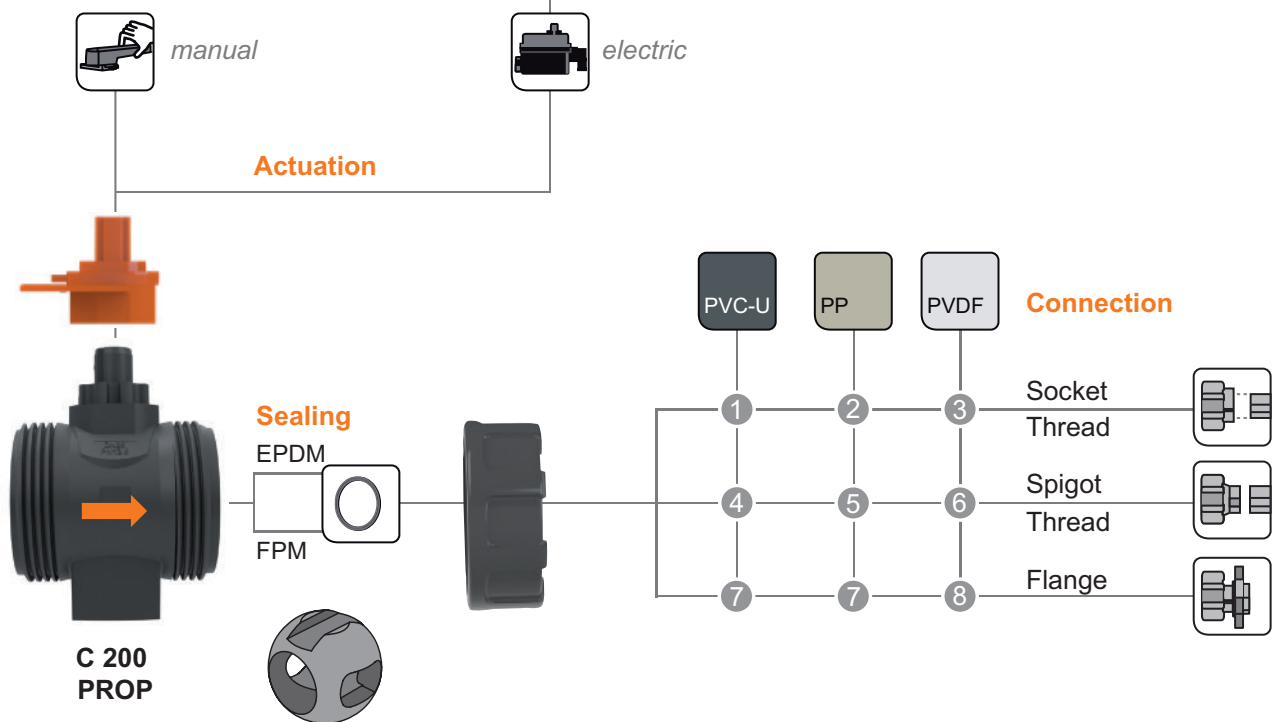 manual
electric
Actuation
PVC-U
PP
PVDF
Connection
Sealing
EPDM
FPM
1
2
3
Socket
Thread
4
5
6
Spigot
Thread
7
7
8
Flange
C 200
PROP